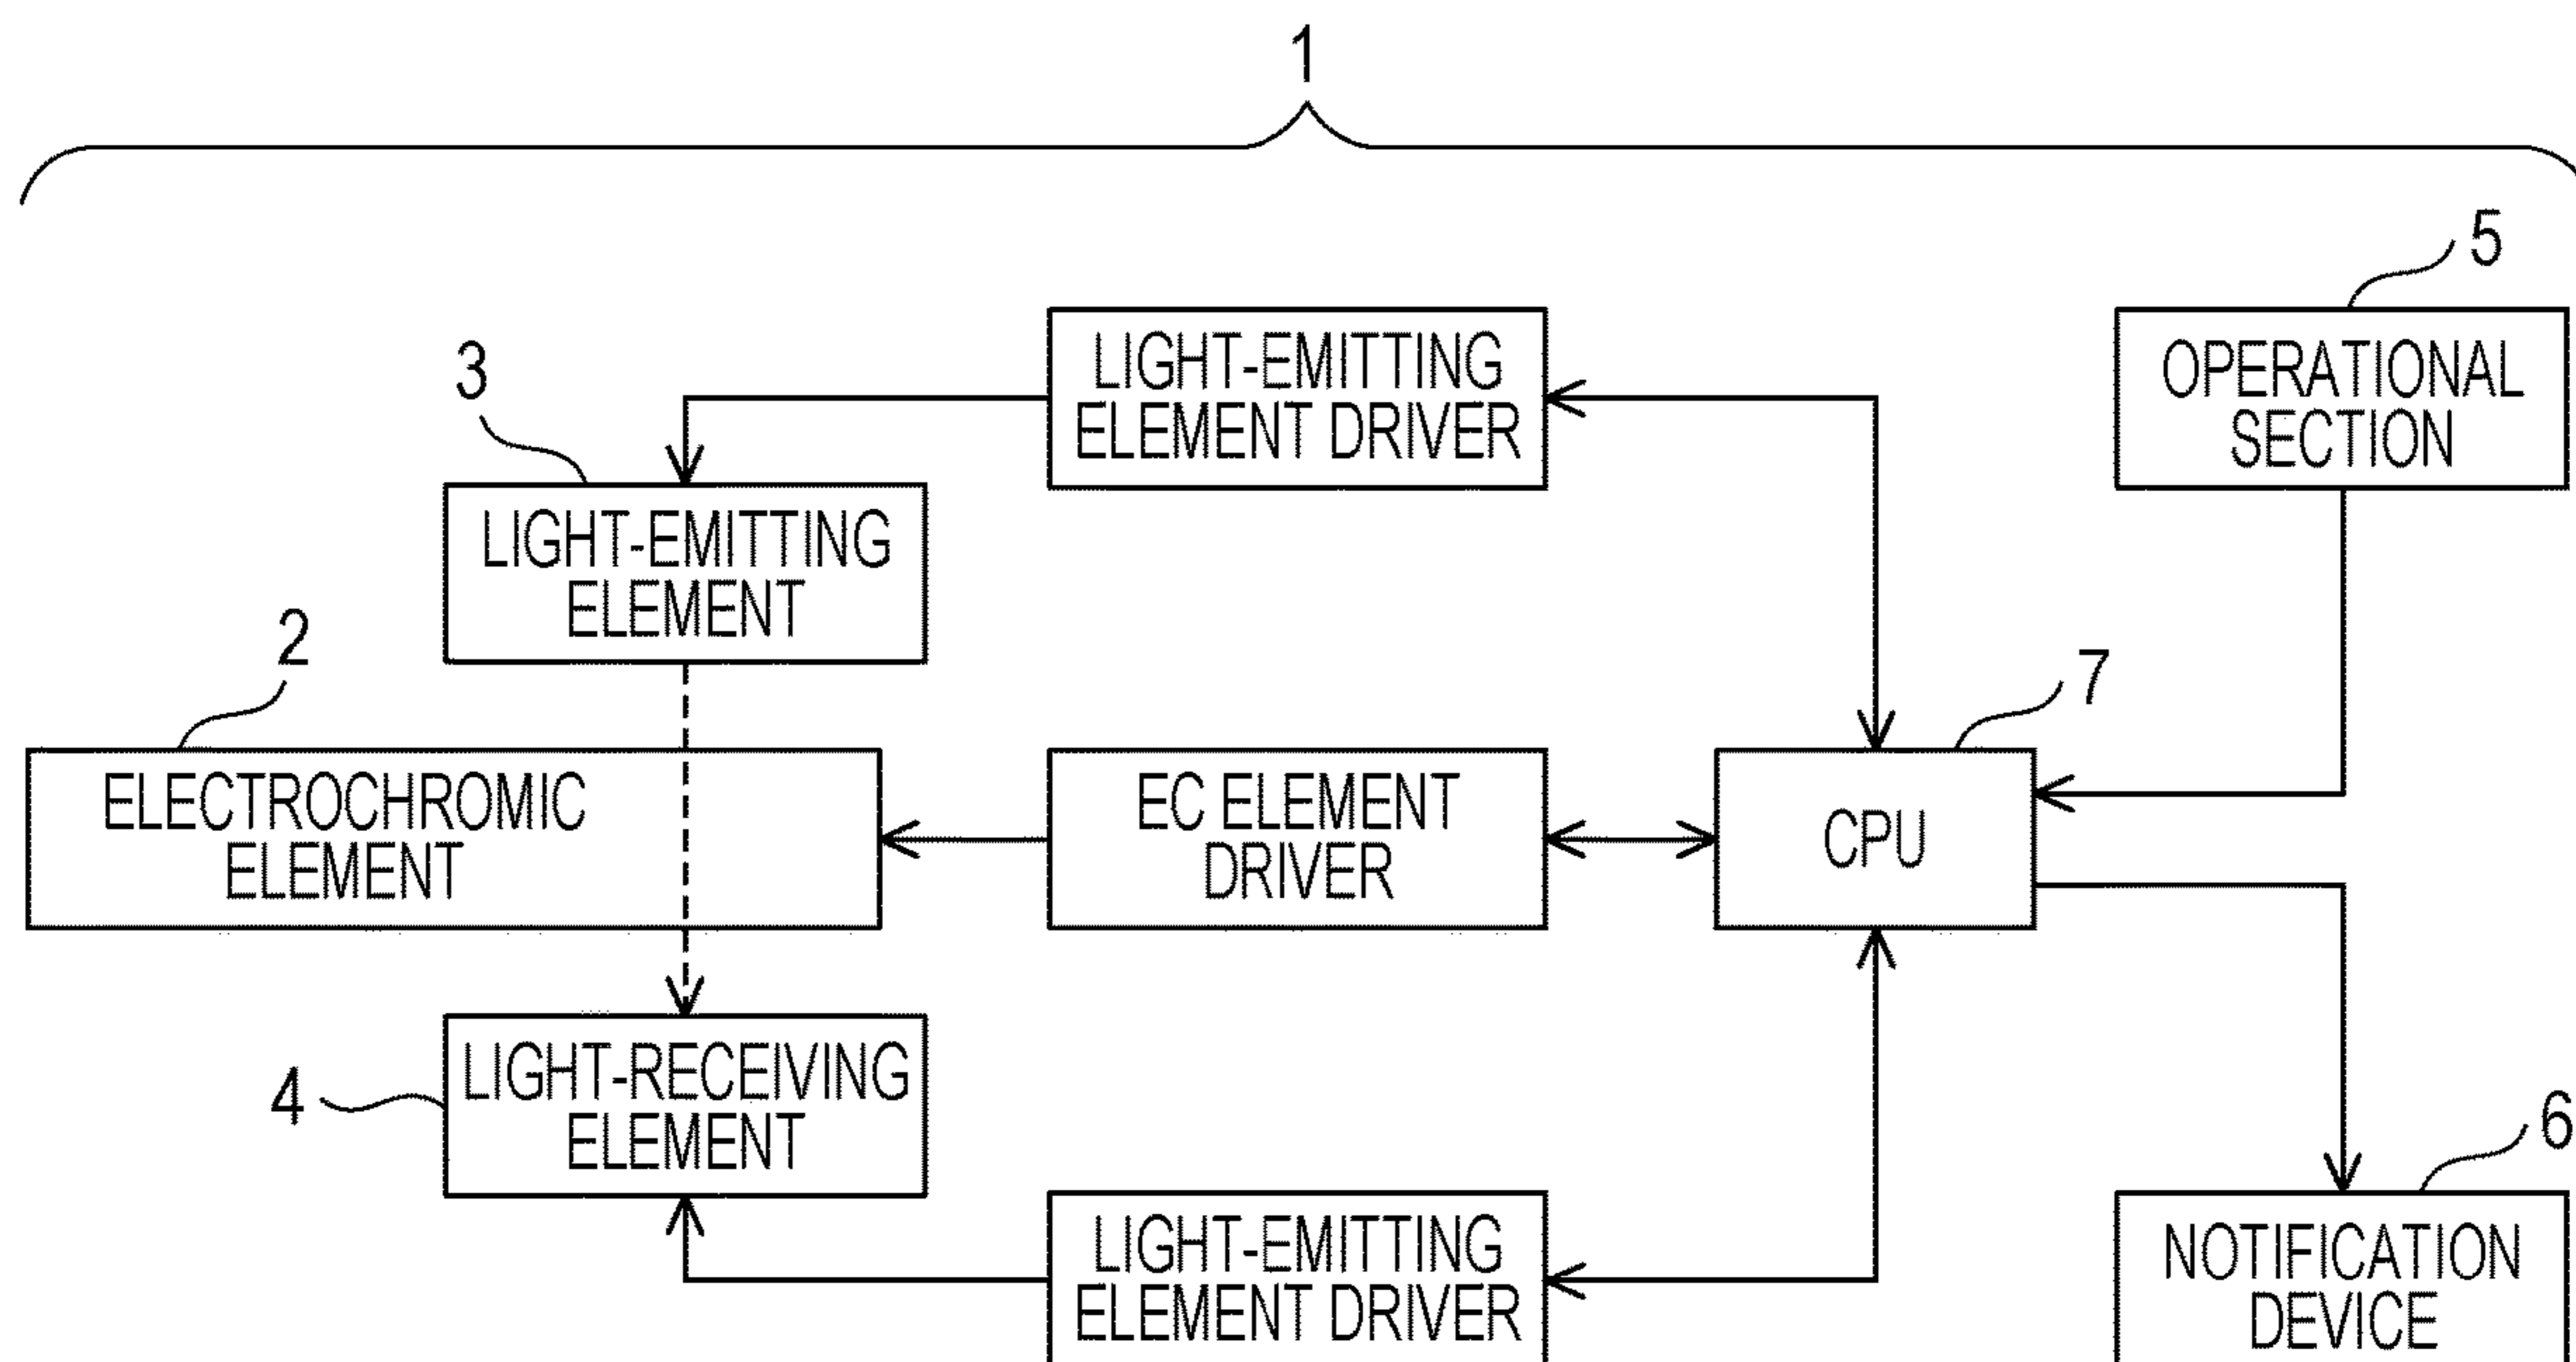 1
5
LIGHT-EMITTING
ELEMENT DRIVER
OPERATIONAL
SECTION
3
LIGHT-EMITTING
ELEMENT
2
7
ELECTROCHROMIC
ELEMENT
EC ELEMENT
DRIVER
CPU
4
LIGHT-RECEIVING
ELEMENT
6
LIGHT-EMITTING
ELEMENT DRIVER
NOTIFICATION
DEVICE